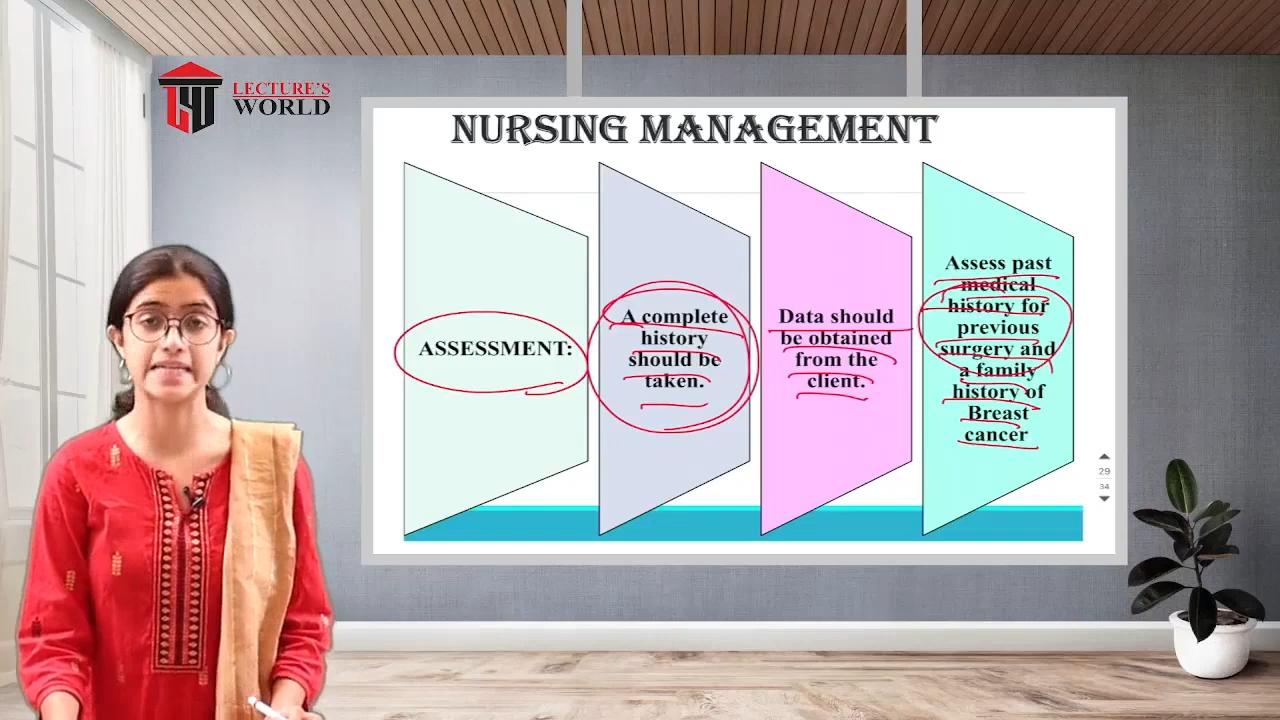 LECTURE'S
WORLD
NURSING MANAGEMENT
ASSESSMENT:
A complete
history
should be
taken.
Data should
be obtained
from the
client.
Assess past
medical
history for
previous
surgery and
a family
history of
Breast
cancer
29
34